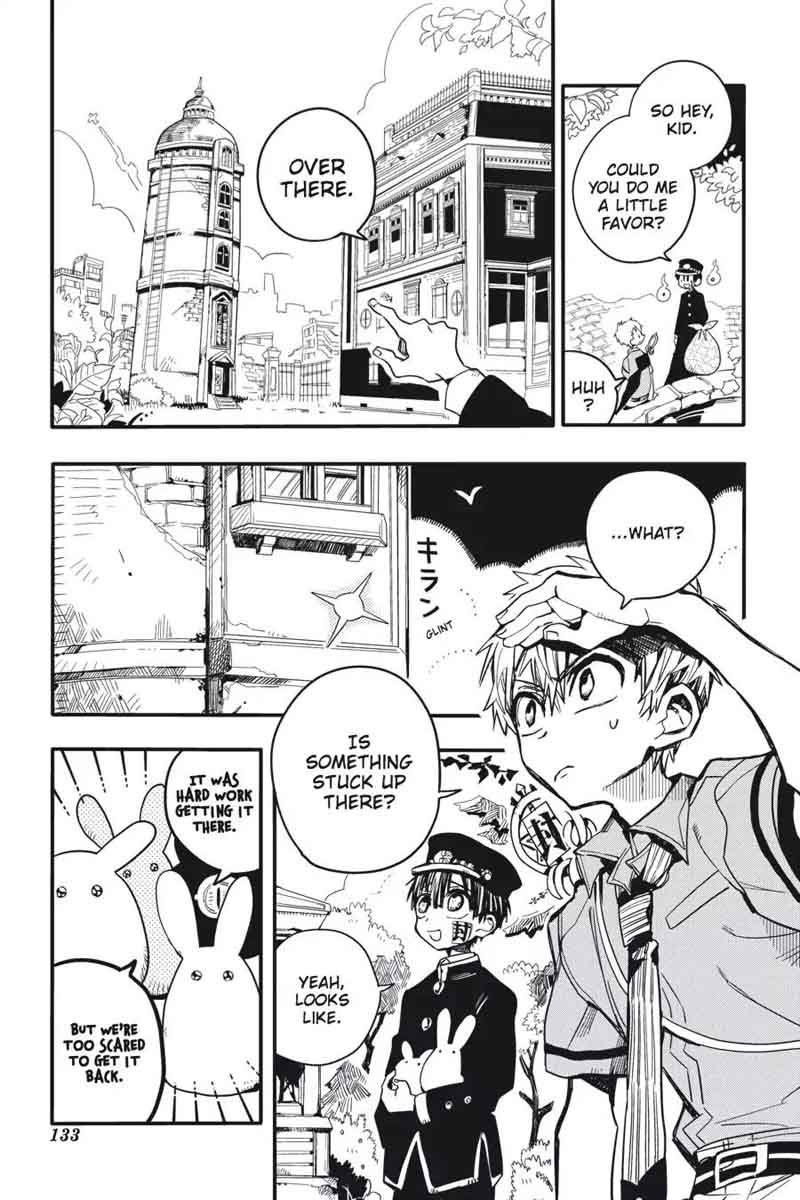 SO HEY,
KID.
COULD
YOU DO ME
A LITTLE
FAVOR?
HUH
?
OVER
THERE.
...WHAT?
キラン
GLINT
IS
SOMETHING
STUCK UP
THERE?
封
封
YEAH,
LOOKS
LIKE.
IT WAS
HARD WORK
GETTING IT
THERE.
BUT WE'RE
TOO SCARED
TO GET IT
BACK.
133